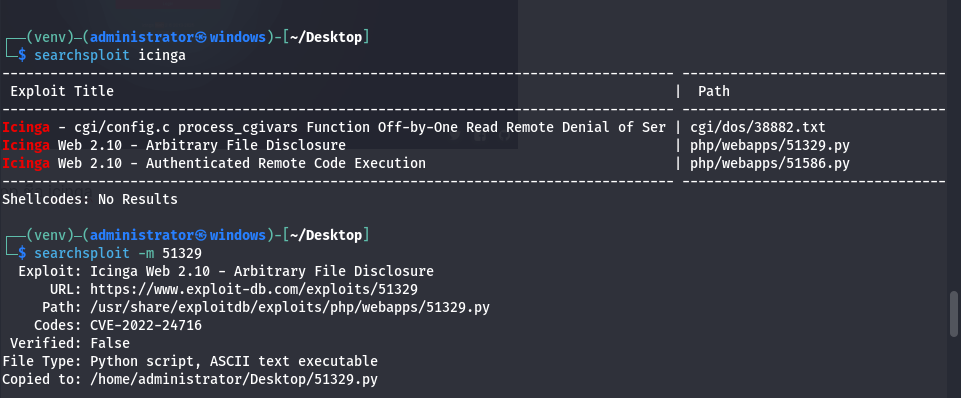 ┌──(venv)─(administrator㉿windows)-[~/Desktop]
└─$ searchsploit icinga
------------------------------------------------------------------------------------ ---------------------------------
 Exploit Title                                                                      |  Path
------------------------------------------------------------------------------------ ---------------------------------
Icinga - cgi/config.c process_cgivars Function Off-by-One Read Remote Denial of Ser | cgi/dos/38882.txt
Icinga Web 2.10 - Arbitrary File Disclosure                                         | php/webapps/51329.py
Icinga Web 2.10 - Authenticated Remote Code Execution                               | php/webapps/51586.py
------------------------------------------------------------------------------------ ---------------------------------
Shellcodes: No Results
┌──(venv)─(administrator㉿windows)-[~/Desktop]
└─$ searchsploit -m 51329
  Exploit: Icinga Web 2.10 - Arbitrary File Disclosure
      URL: https://www.exploit-db.com/exploits/51329
     Path: /usr/share/exploitdb/exploits/php/webapps/51329.py
    Codes: CVE-2022-24716
 Verified: False
File Type: Python script, ASCII text executable
Copied to: /home/administrator/Desktop/51329.py